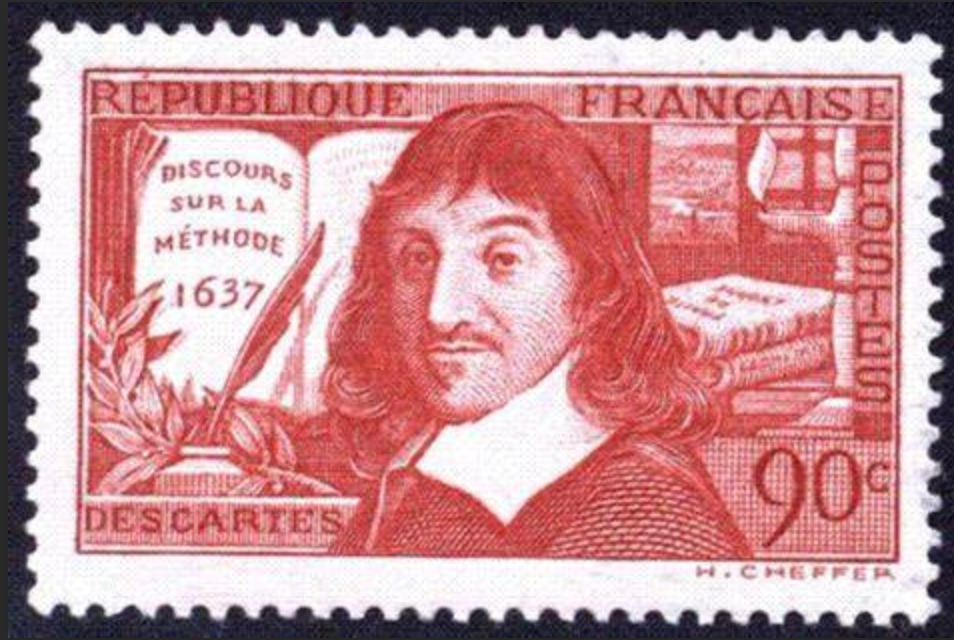 RÉPUBLIQUE FRANÇAISE
DISCOURS
SUR LA
MÉTHODE
1637
POSTES
90c
DESCARTES
H. CHEFFER